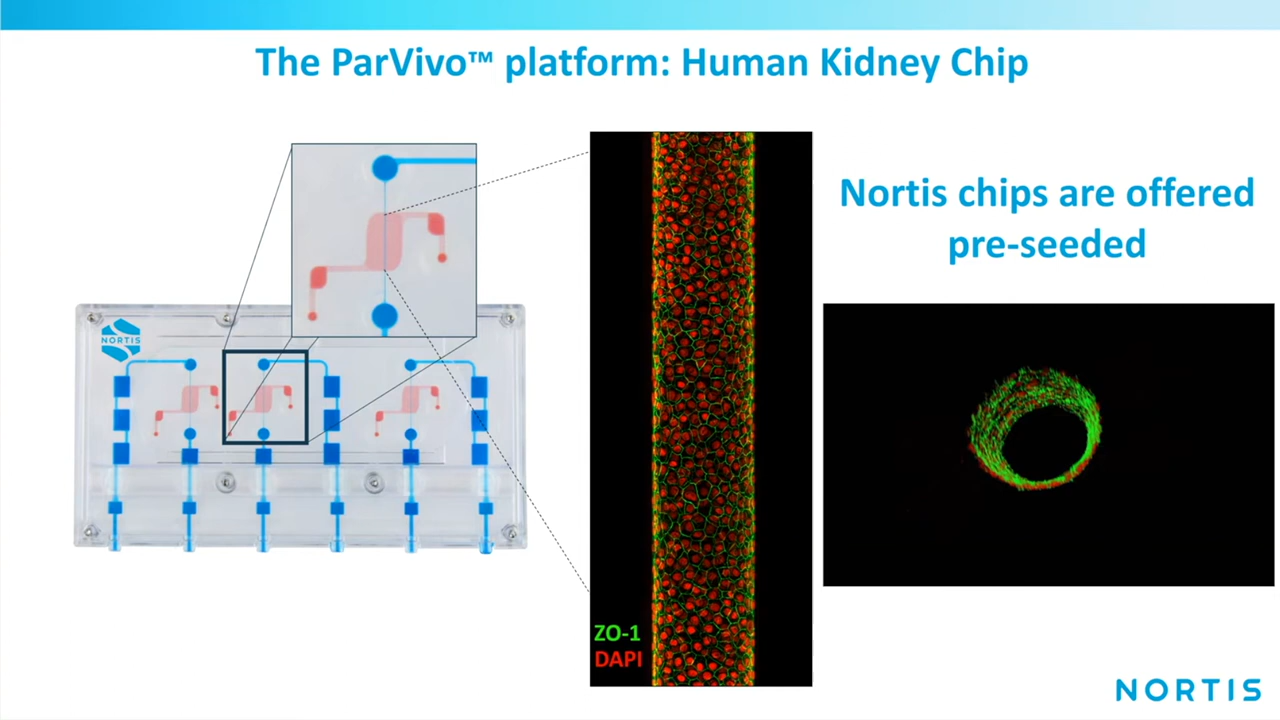 The ParVivo™ platform: Human Kidney Chip
Nortis chips are offered
pre-seeded
NORTIS
ZO-1
DAPI
NORTIS